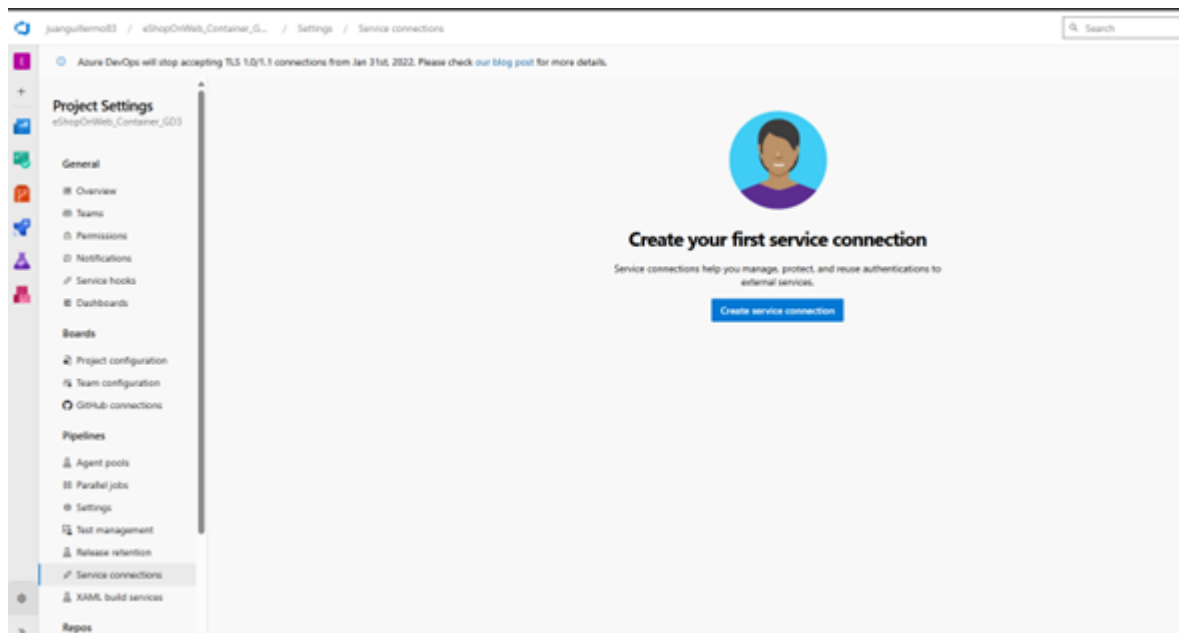 juanguillermo83 / eShopOnWeb_Container_G... / Settings / Service connections
Search
Azure DevOps will stop accepting TLS 1.0/1.1 connections from Jan 31st, 2022. Please check our blog post for more details.
Project Settings
eShopOnWeb_Container_GD3
General
Overview
Teams
Permissions
Notifications
Service hooks
Dashboards
Boards
Project configuration
Team configuration
GitHub connections
Pipelines
Agent pools
Parallel jobs
Settings
Test management
Release retention
Service connections
XAML build services
Repos
Create your first service connection
Service connections help you manage, protect, and reuse authentications to
external services.
Create service connection